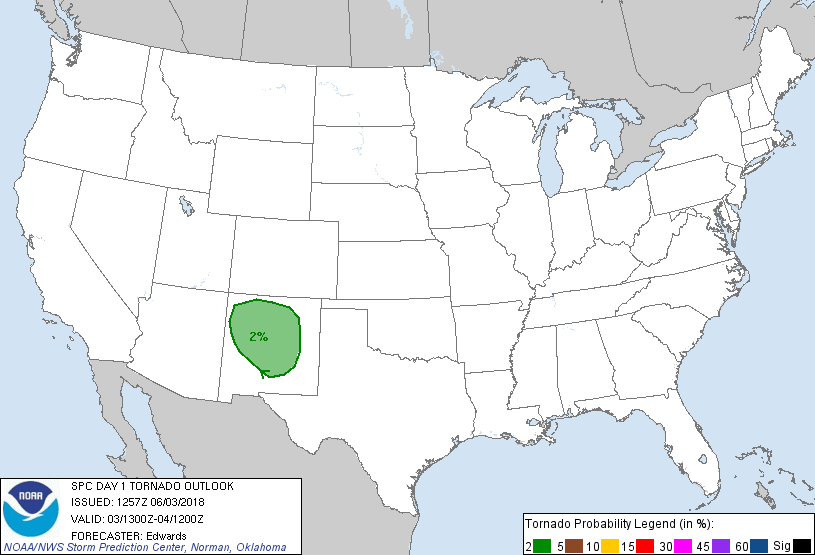 2%
NOAA
SPC DAY 1 TORNADO OUTLOOK
ISSUED: 1257Z 06/03/2018
VALID: 03/1300Z-04/1200Z
FORECASTER: Edwards
NOAA/NWS Storm Prediction Center, Norman, Oklahoma
Tornado Probability Legend (in %):
2 5 10 15 30 45 60 Sig